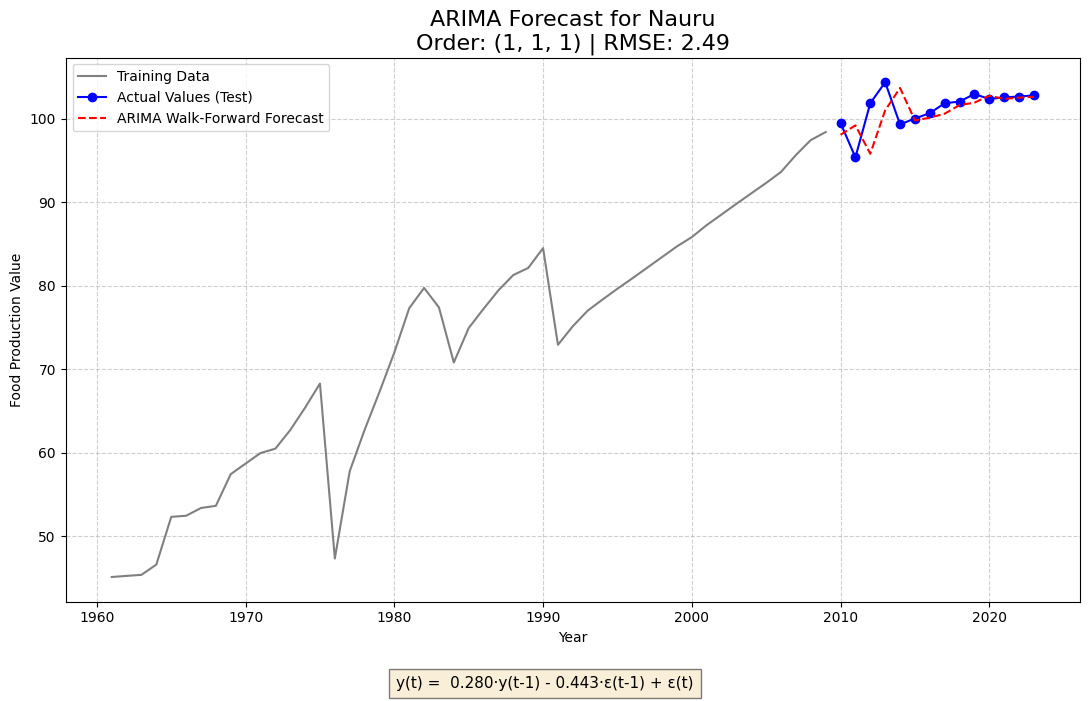 ARIMA Forecast for Nauru
Order: (1, 1, 1) | RMSE: 2.49
Training Data
Actual Values (Test)
ARIMA Walk-Forward Forecast
Food Production Value
100
90
80
70
60
50
1960
1970
1980
1990
2000
2010
2020
Year
y(t) =  0.280·y(t-1) - 0.443·ε(t-1) + ε(t)